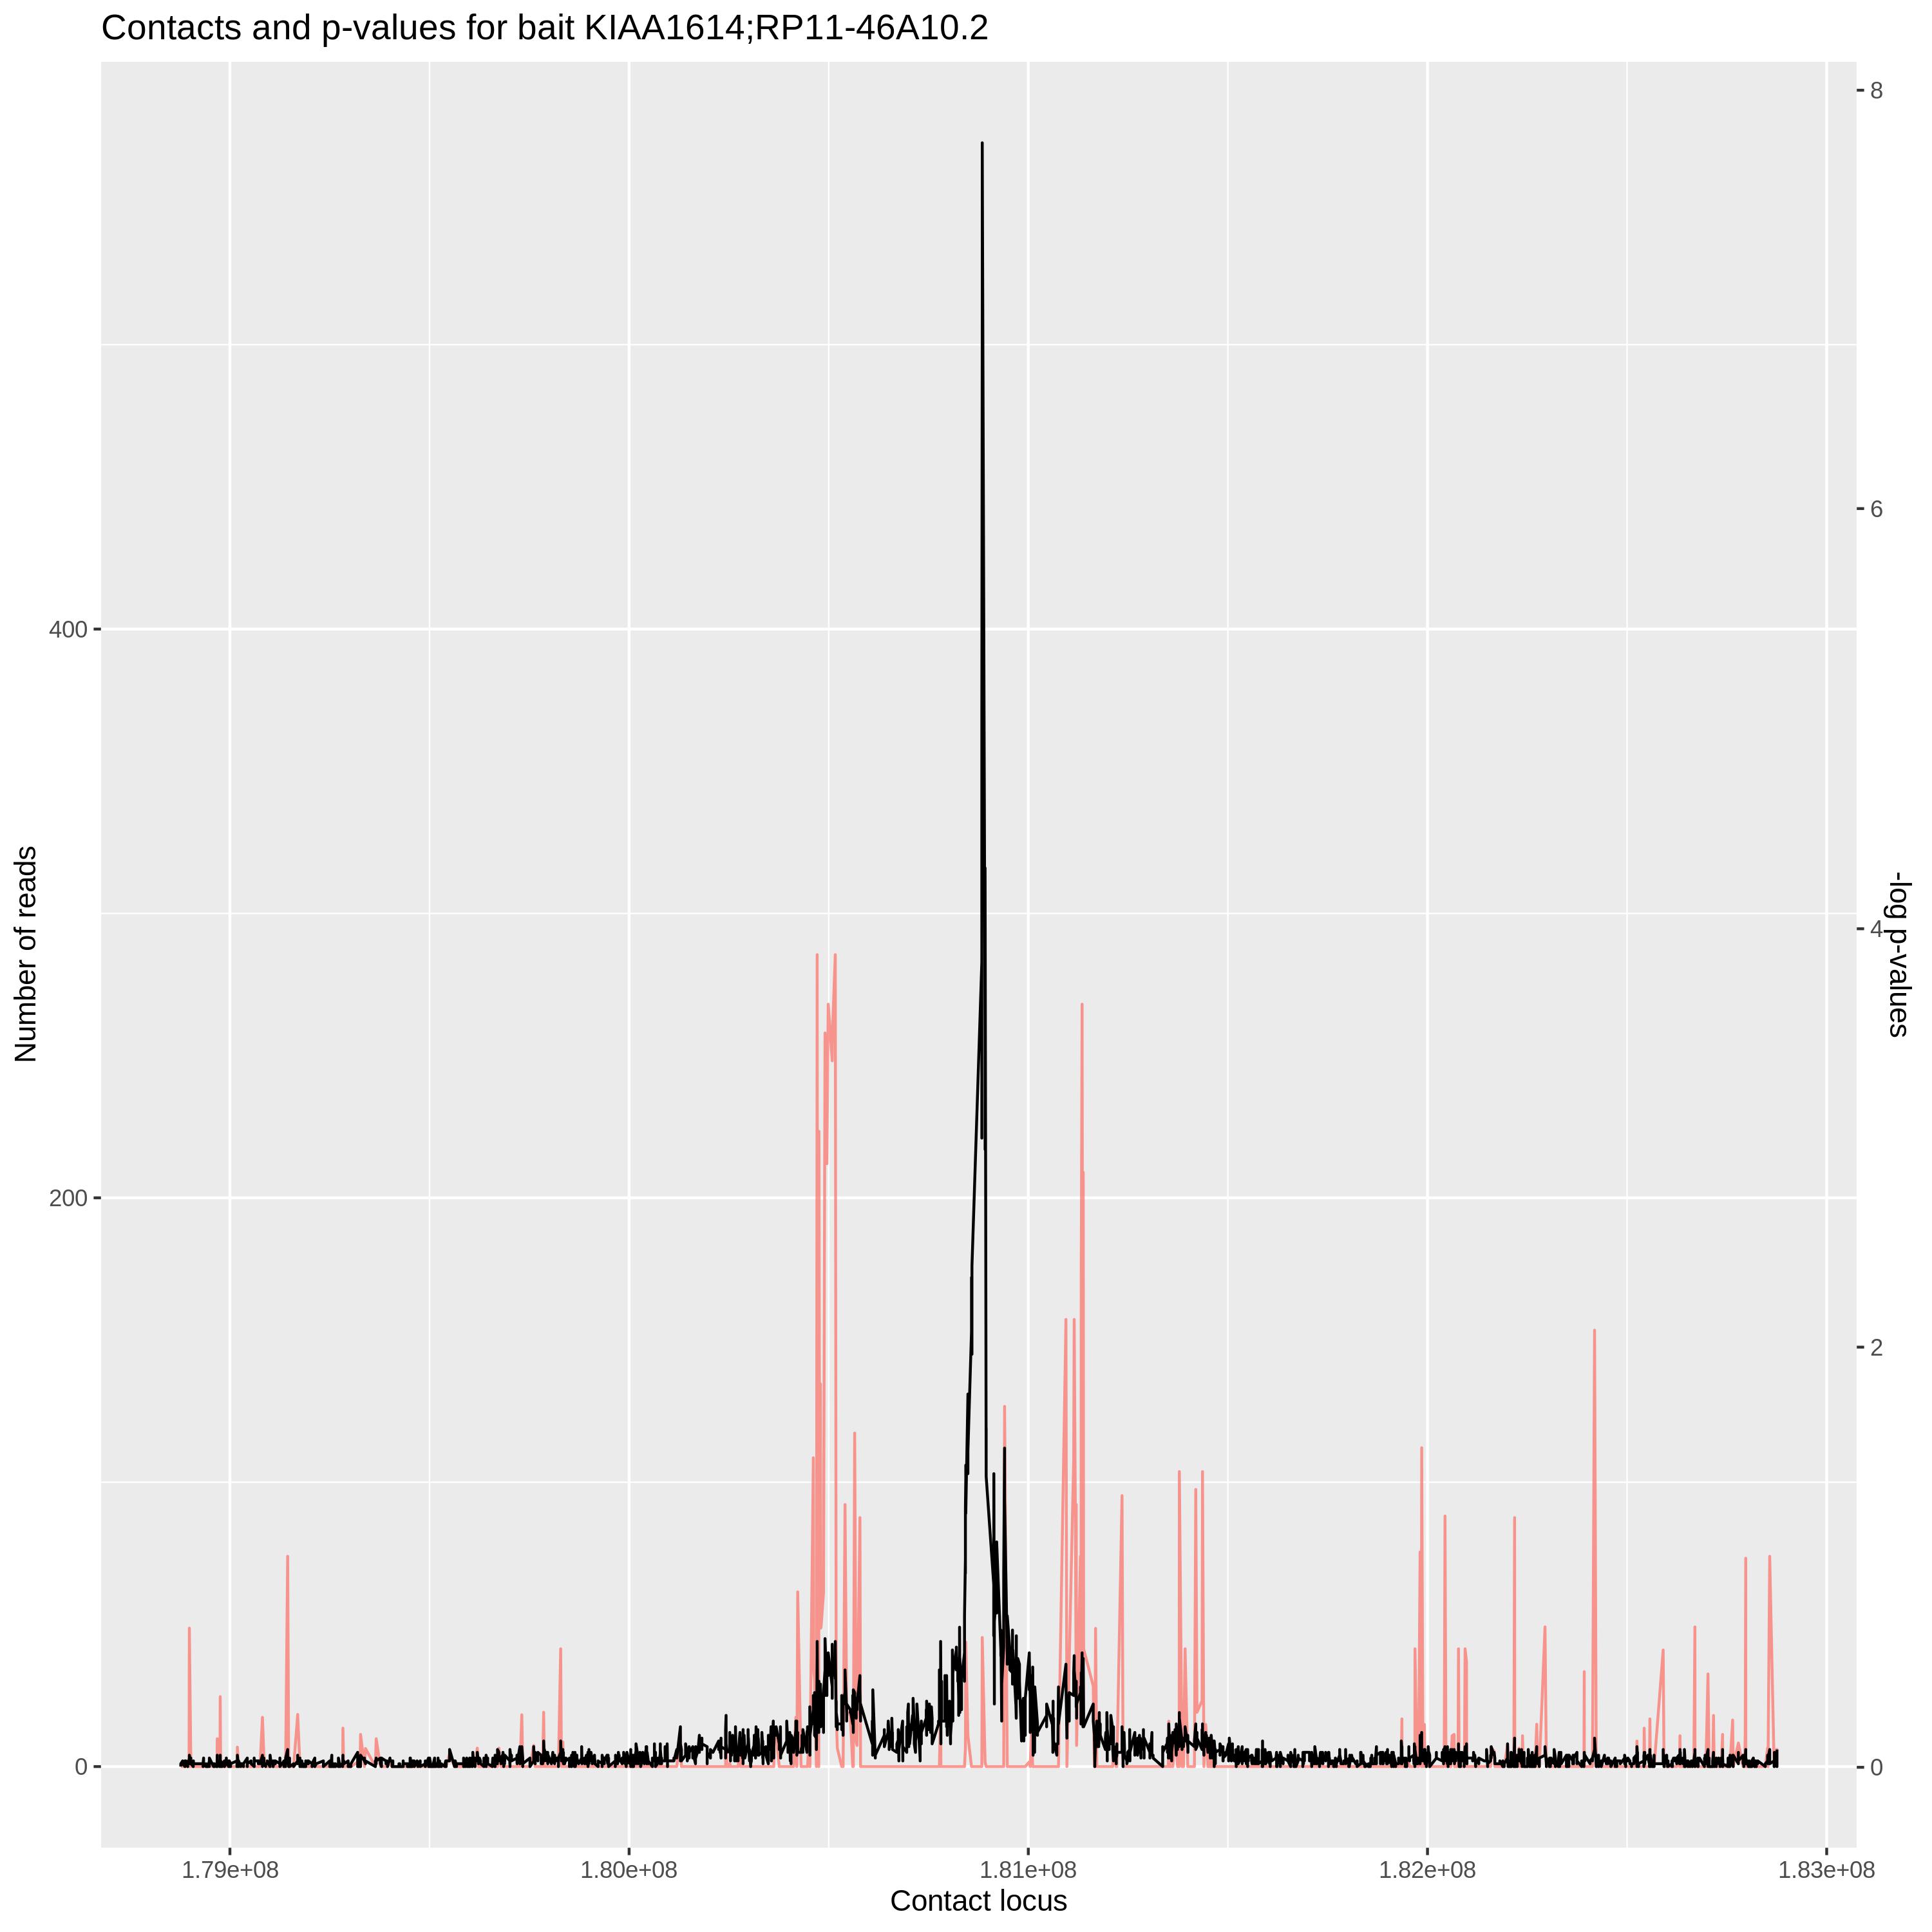 Contacts and p-values for bait KIAA1614;RP11-46A10.2
8
6
400
Number of reads
4
-log p-values
200
2
0
0
1.79e+08 1.80e+08 1.81e+08 1.82e+08 1.83e+08
Contact locus